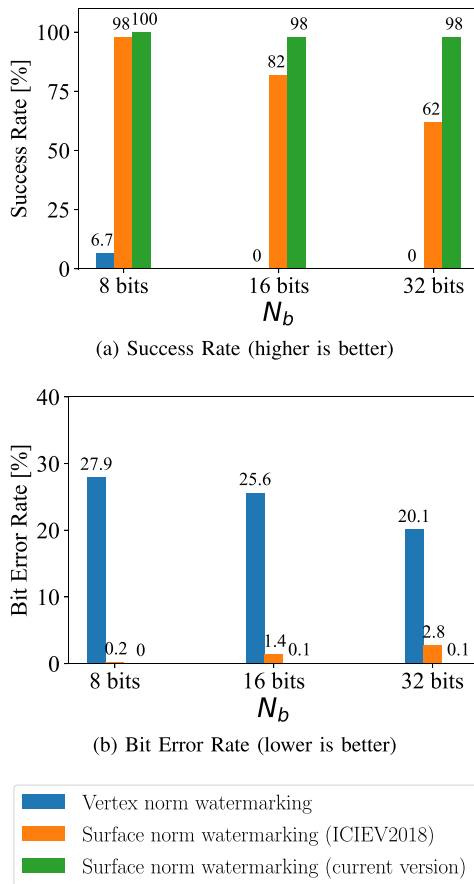 100
98
100
98
98
82
75
62
50
25
6.7
0
0
0
8 bits
16 bits
32 bits
Success Rate [%]
N_b
(a) Success Rate (higher is better)
40
30
27.9
25.6
20
20.1
10
0.2
0
1.4
0.1
2.8
0.1
0
8 bits
16 bits
32 bits
Bit Error Rate [%]
N_b
(b) Bit Error Rate (lower is better)
Vertex norm watermarking
Surface norm watermarking (ICIEV2018)
Surface norm watermarking (current version)